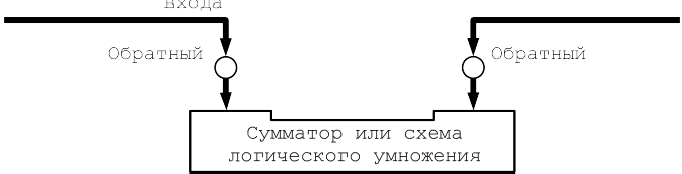 входа
Обратный Обратный
Сумматор или схема
логического умножения